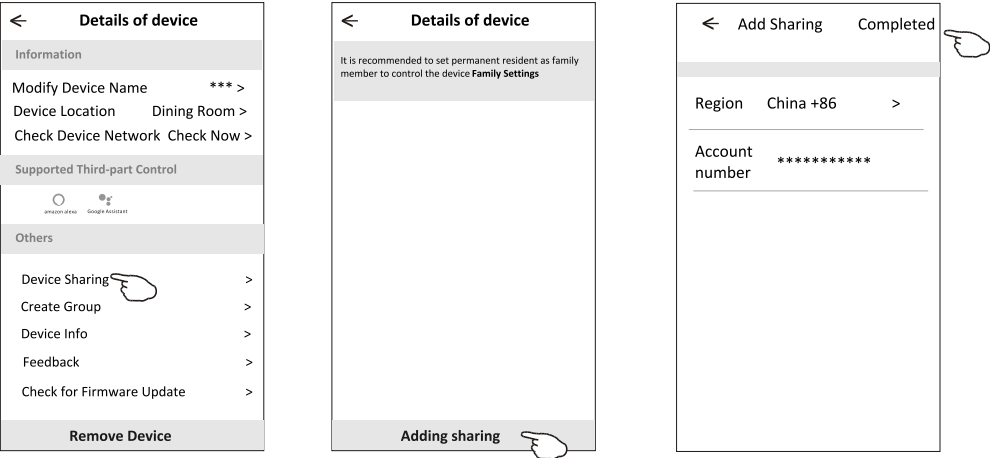 ← Details of device
Information
Modify Device Name *** >
Device Location Dining Room >
Check Device Network Check Now >
Supported Third-part Control
amazon alexa Google Assistant
Others
Device Sharing >
Create Group >
Device Info >
Feedback >
Check for Firmware Update >
Remove Device
← Details of device
It is recommended to set permanent resident as family
member to control the device Family Settings
Adding sharing
← Add Sharing Completed
Region China +86 >
Account
number ***********